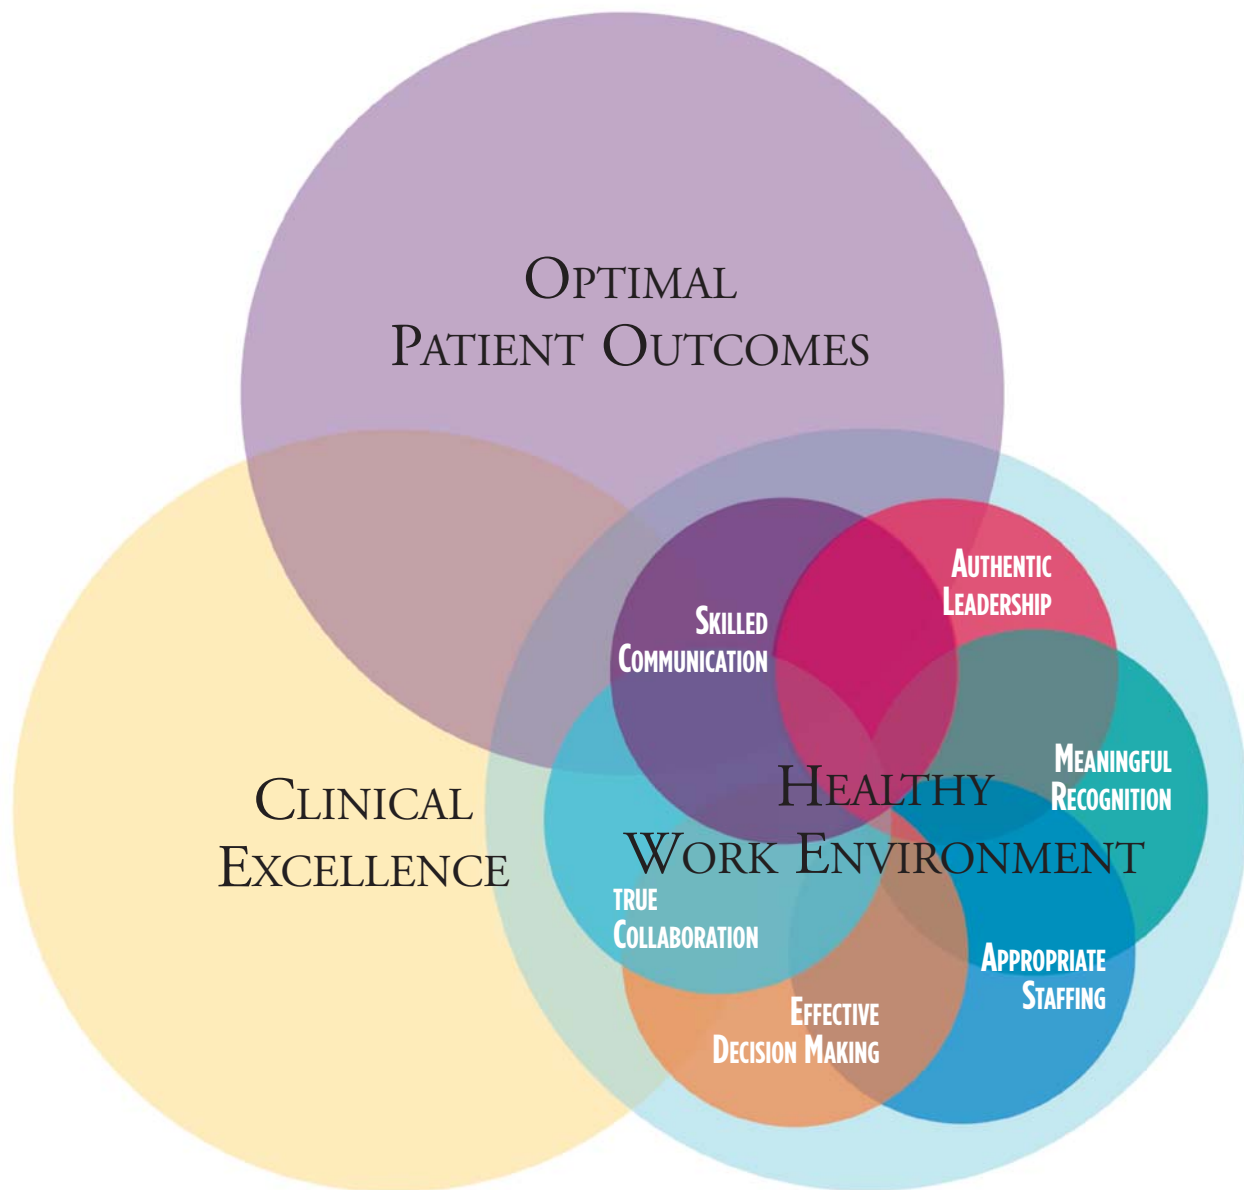 Optimal
Patient Outcomes
Authentic
Leadership
Skilled
Communication
Meaningful
Recognition
Clinical
Excellence
Healthy
Work Environment
true
Collaboration
Appropriate
Staffing
Effective
Decision Making